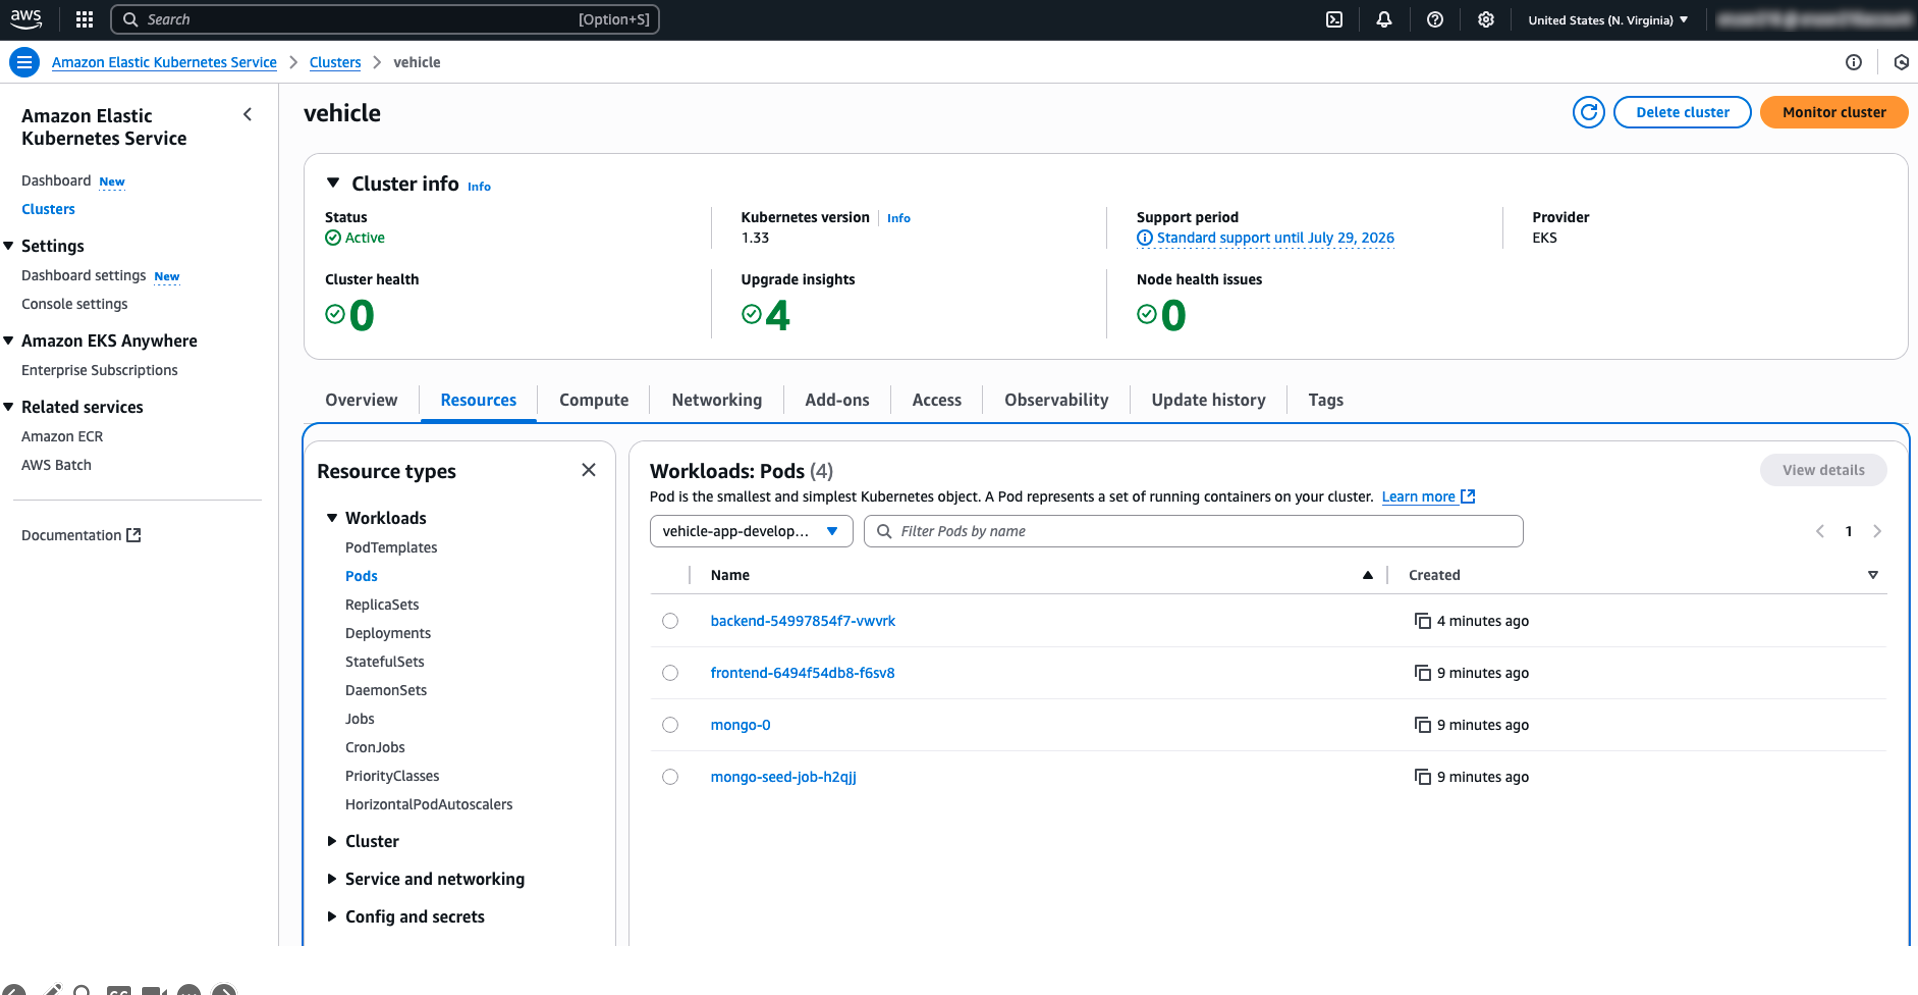 aws
Search
[Option+S]
United States (N. Virginia)
Amazon Elastic Kubernetes Service
Clusters
vehicle
Amazon Elastic
Kubernetes Service
Dashboard New
Clusters
Settings
Dashboard settings New
Console settings
Amazon EKS Anywhere
Enterprise Subscriptions
Related services
Amazon ECR
AWS Batch
Documentation
vehicle
Delete cluster
Monitor cluster
Cluster info Info
Status
Active
Kubernetes version Info
1.33
Support period
Standard support until July 29, 2026
Provider
EKS
Cluster health
0
Upgrade insights
4
Node health issues
0
Overview
Resources
Compute
Networking
Add-ons
Access
Observability
Update history
Tags
Resource types
Workloads
PodTemplates
Pods
ReplicaSets
Deployments
StatefulSets
DaemonSets
Jobs
CronJobs
PriorityClasses
HorizontalPodAutoscalers
Cluster
Service and networking
Config and secrets
Workloads: Pods (4)
View details
Pod is the smallest and simplest Kubernetes object. A Pod represents a set of running containers on your cluster. Learn more
vehicle-app-develop...
Filter Pods by name
1
Name
Created
backend-54997854f7-vwvrk
4 minutes ago
frontend-6494f54db8-f6sv8
9 minutes ago
mongo-0
9 minutes ago
mongo-seed-job-h2qjj
9 minutes ago